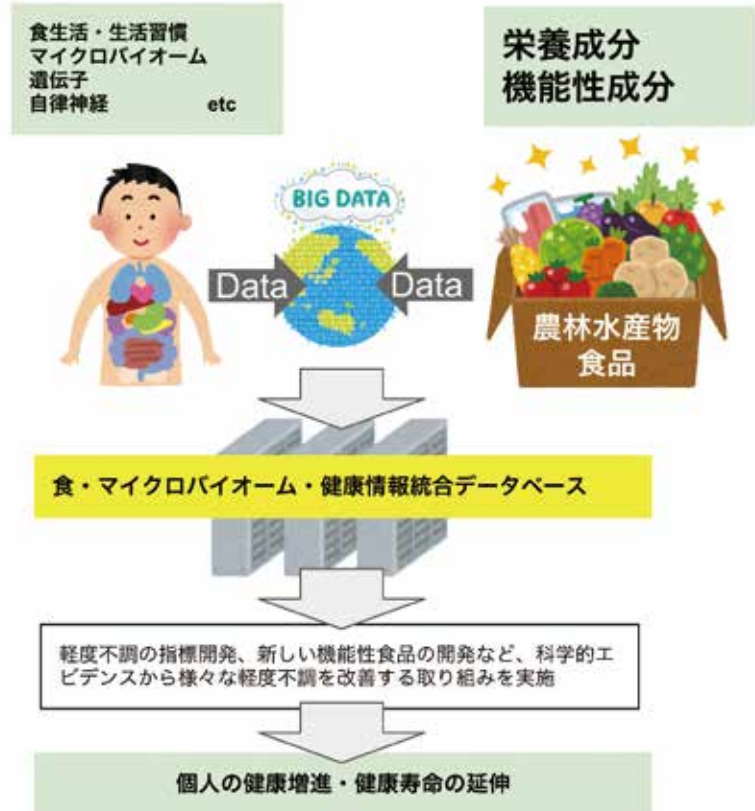 食生活・生活習慣
マイクロバイオーム
遺伝子
自律神経 etc
栄養成分
機能性成分
BIG DATA
Data
Data
農林水産物
食品
食・マイクロバイオーム・健康情報統合データベース
軽度不調の指標開発、新しい機能性食品の開発など、科学的エ
ビデンスから様々な軽度不調を改善する取り組みを実施
個人の健康増進・健康寿命の延伸